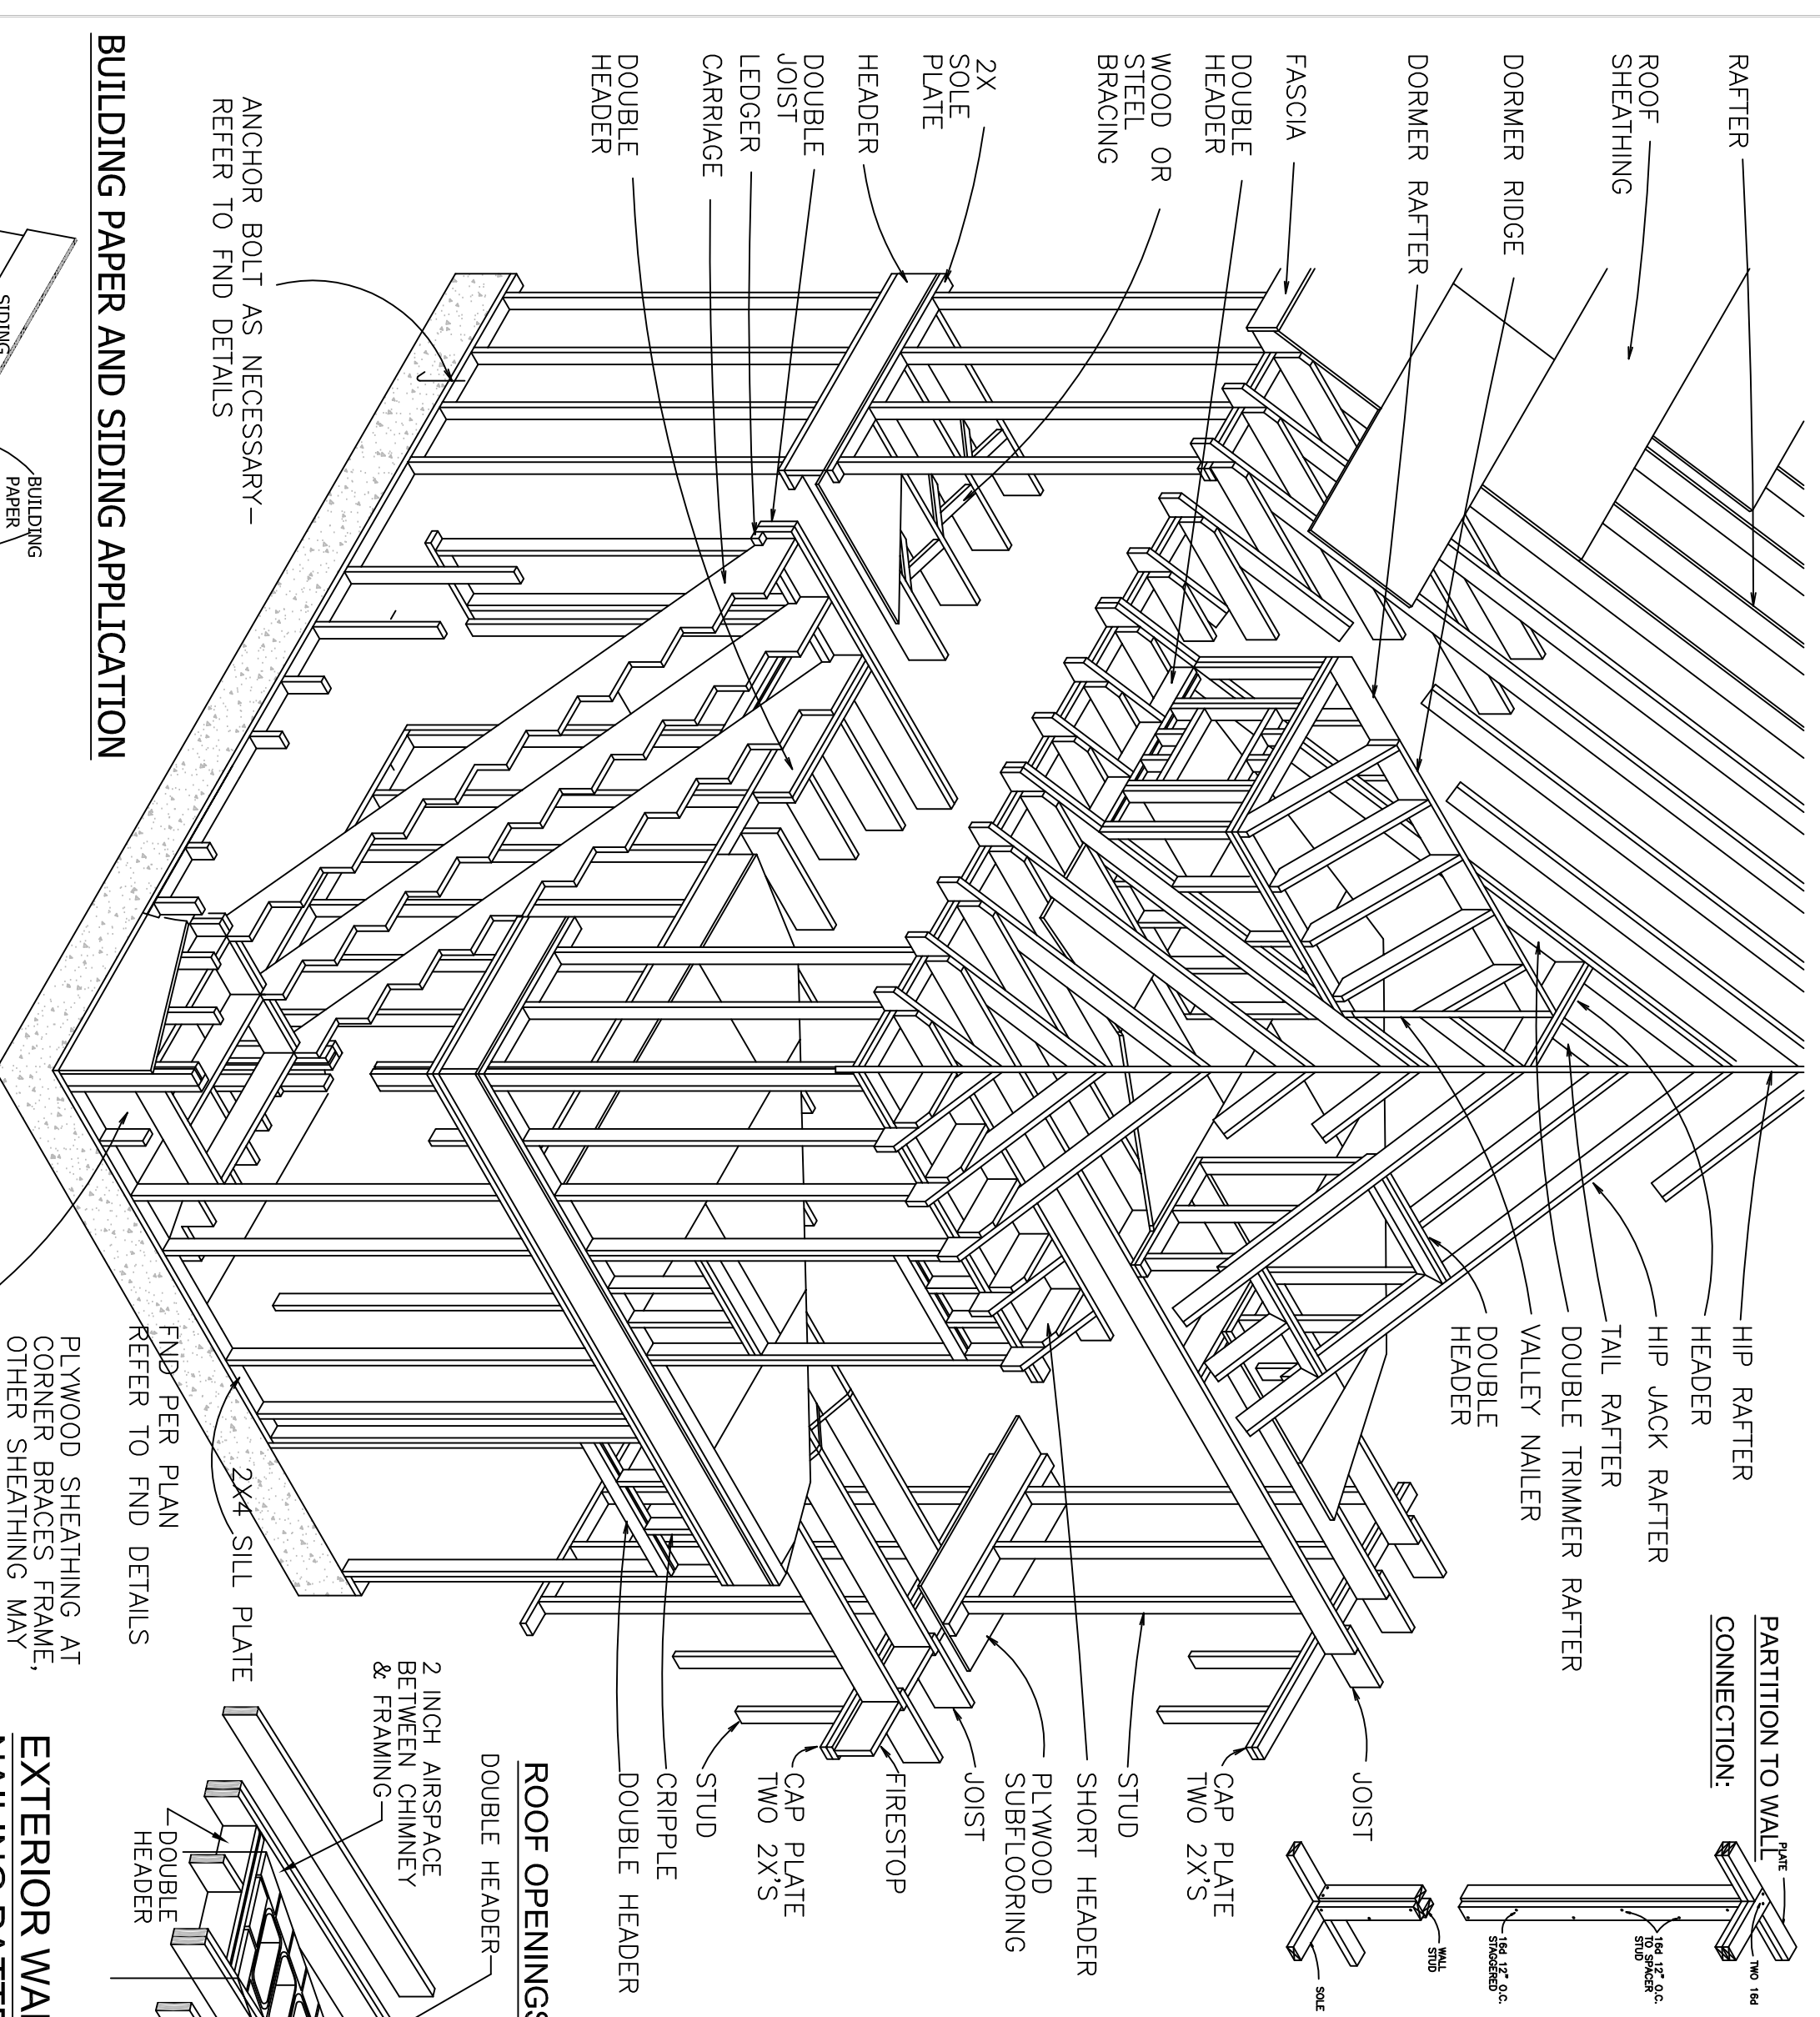 RAFTER
ROOF
SHEATHING
DORMER RIDGE
DORMER RAFTER
FASCIA
DOUBLE
HEADER
WOOD OR
STEEL
BRACING
2X
SOLE
PLATE
HEADER
DOUBLE
JOIST
LEDGER
CARRIAGE
DOUBLE
HEADER
ANCHOR BOLT AS NECESSARY
REFER TO FND DETAILS
BUILDING PAPER AND SIDING APPLICATION
SIDING
BUILDING
PAPER
HIP RAFTER
HEADER
HIP JACK RAFTER
TAIL RAFTER
DOUBLE TRIMMER RAFTER
VALLEY NAILER
DOUBLE
HEADER
FND PER PLAN
REFER TO FND DETAILS
2X4 SILL PLATE
PLYWOOD SHEATHING AT
CORNER BRACES FRAME,
OTHER SHEATHING MAY
PARTITION TO WALL
CONNECTION:
PLATE
TWO 16d
16d 12" O.C.
TO SPACER
STUD
16d 12" O.C.
STAGGERED
WALL
STUD
SOLE
JOIST
CAP PLATE
TWO 2X'S
STUD
SHORT HEADER
PLYWOOD
SUBFLOORING
JOIST
FIRESTOP
CAP PLATE
TWO 2X'S
STUD
CRIPPLE
DOUBLE HEADER
ROOF OPENINGS
DOUBLE HEADER
2 INCH AIRSPACE
BETWEEN CHIMNEY
& FRAMING
DOUBLE
HEADER
EXTERIOR WAL